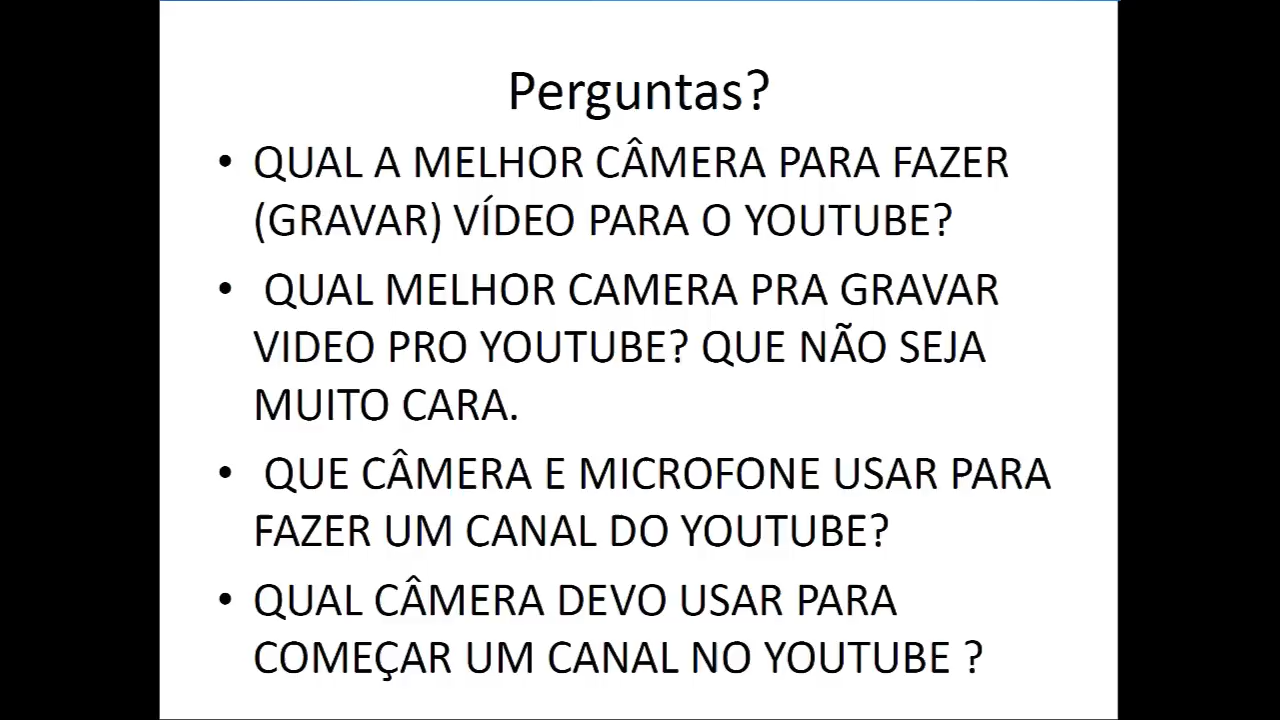 Perguntas?
• QUAL A MELHOR CÂMERA PARA FAZER
(GRAVAR) VÍDEO PARA O YOUTUBE?
• QUAL MELHOR CAMERA PRA GRAVAR
VIDEO PRO YOUTUBE? QUE NÃO SEJA
MUITO CARA.
• QUE CÂMERA E MICROFONE USAR PARA
FAZER UM CANAL DO YOUTUBE?
• QUAL CÂMERA DEVO USAR PARA
COMEÇAR UM CANAL NO YOUTUBE ?